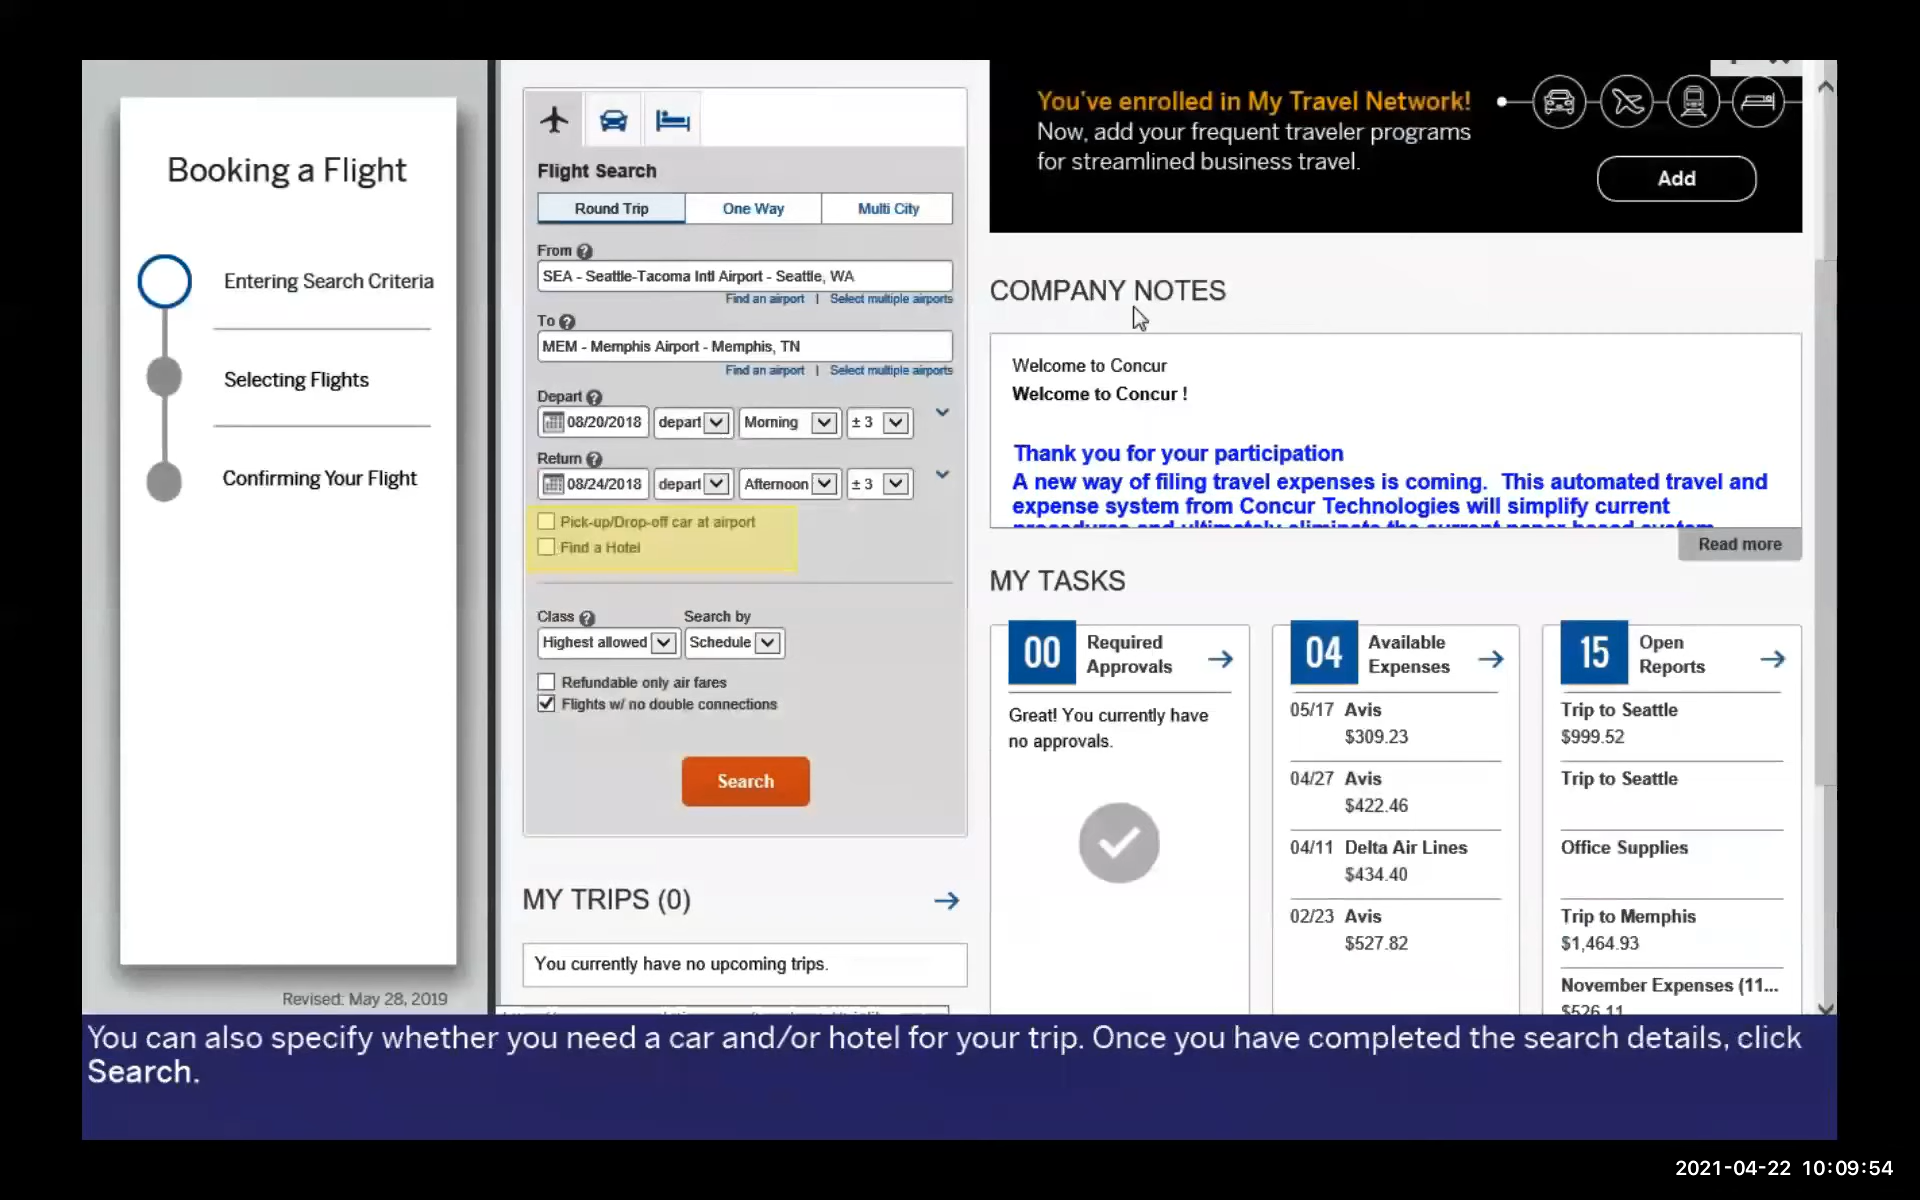 Booking a Flight
Entering Search Criteria
Selecting Flights
Confirming Your Flight
Revised: May 28, 2019
Flight Search
Round Trip
One Way
Multi City
From
SEA - Seattle-Tacoma Intl Airport - Seattle, WA
Find an airport | Select multiple airports
To
MEM - Memphis Airport - Memphis, TN
Find an airport | Select multiple airports
Depart
08/20/2018 depart Morning ± 3
Return
08/24/2018 depart Afternoon ± 3
Pick-up/Drop-off car at airport
Find a Hotel
Class Search by
Highest allowed Schedule
Refundable only air fares
Flights w/ no double connections
Search
MY TRIPS (0)
You currently have no upcoming trips.
You've enrolled in My Travel Network!
Now, add your frequent traveler programs
for streamlined business travel.
Add
COMPANY NOTES
Welcome to Concur
Welcome to Concur !
Thank you for your participation
A new way of filing travel expenses is coming. This automated travel and
expense system from Concur Technologies will simplify current
procedures and ultimately eliminate the current paper based system
Read more
MY TASKS
00 Required
Approvals
Great! You currently have
no approvals.
04 Available
Expenses
05/17 Avis
$309.23
04/27 Avis
$422.46
04/11 Delta Air Lines
$434.40
02/23 Avis
$527.82
15 Open
Reports
Trip to Seattle
$999.52
Trip to Seattle
Office Supplies
Trip to Memphis
$1,464.93
November Expenses (11...
$526.11
You can also specify whether you need a car and/or hotel for your trip. Once you have completed the search details, click
Search.
2021-04-22 10:09:54